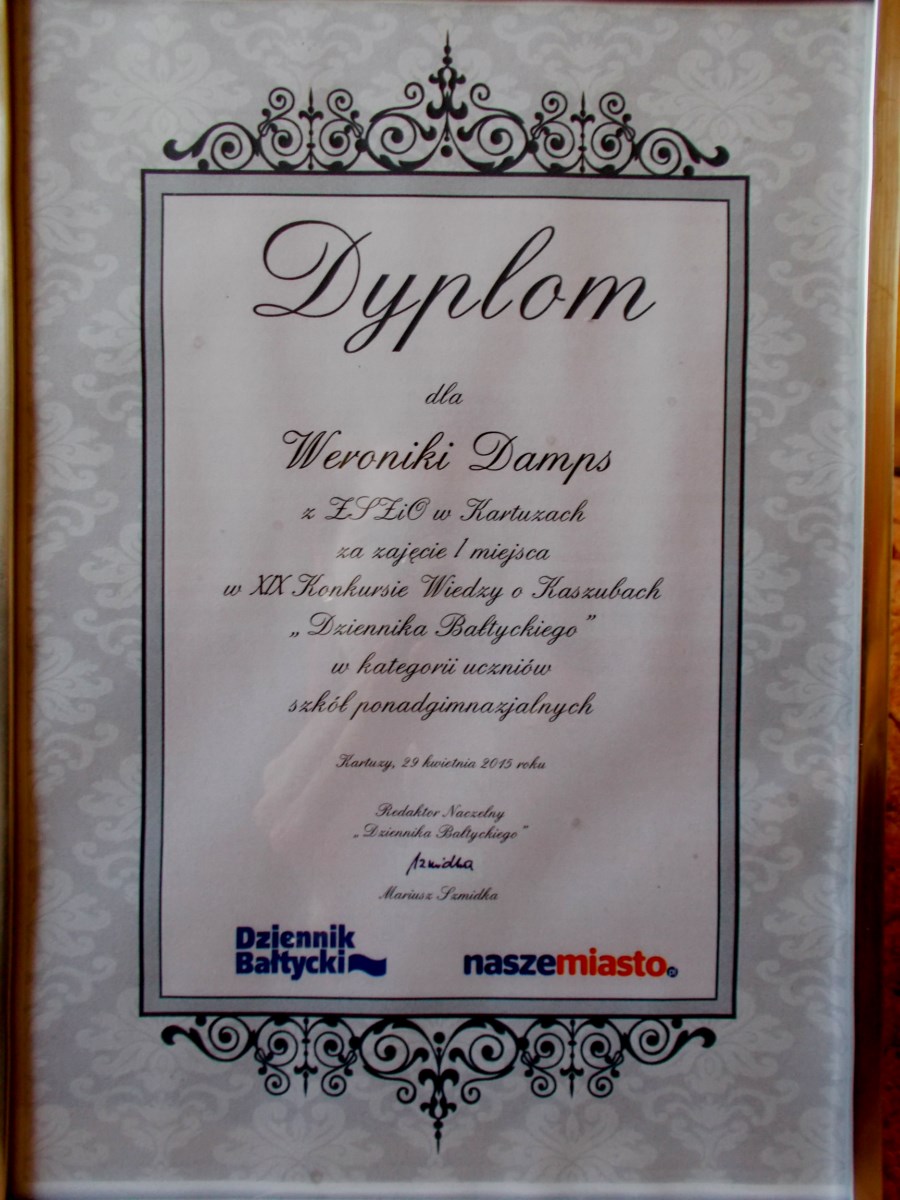 Dyplom
dla
Weroniki Damps
z ZSZiO w Kartuzach
za zajęcie I miejsca
w XIX Konkursie Wiedzy o Kaszubach
„Dziennika Bałtyckiego”
w kategorii uczniów
szkół ponadgimnazjalnych
Kartuzy, 29 kwietnia 2015 roku
Redaktor Naczelny
„Dziennika Bałtyckiego”
Szmidka
Mariusz Szmidka
Dziennik
Bałtycki
naszemiasto.pl